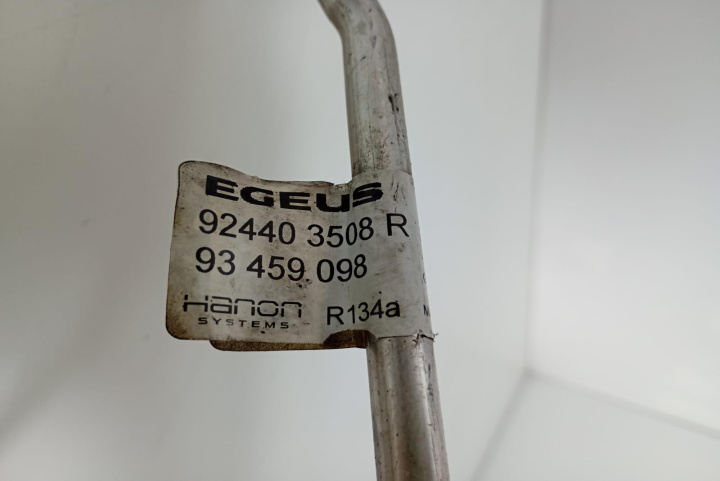 EGEUS
92440 3508 R
93 459 098
Hanon
SYSTEMS
R134a